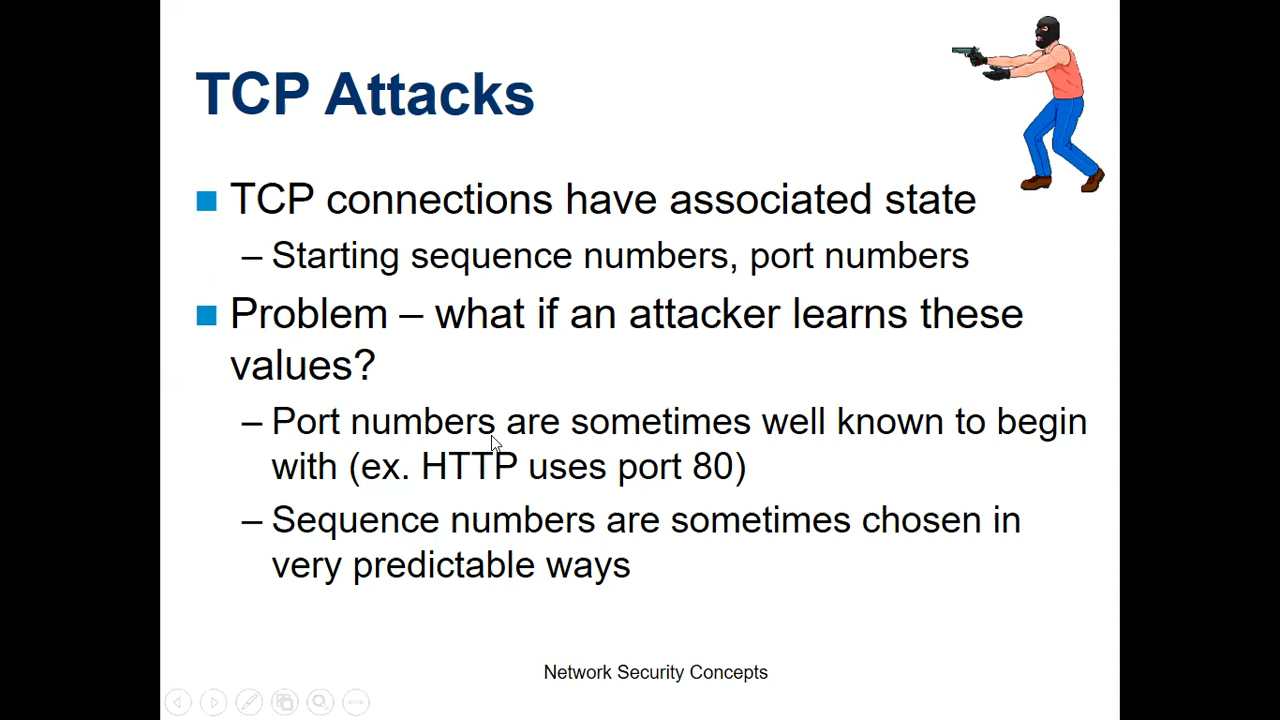 TCP Attacks
■ TCP connections have associated state
– Starting sequence numbers, port numbers
■ Problem – what if an attacker learns these
values?
– Port numbers are sometimes well known to begin
with (ex. HTTP uses port 80)
– Sequence numbers are sometimes chosen in
very predictable ways
Network Security Concepts